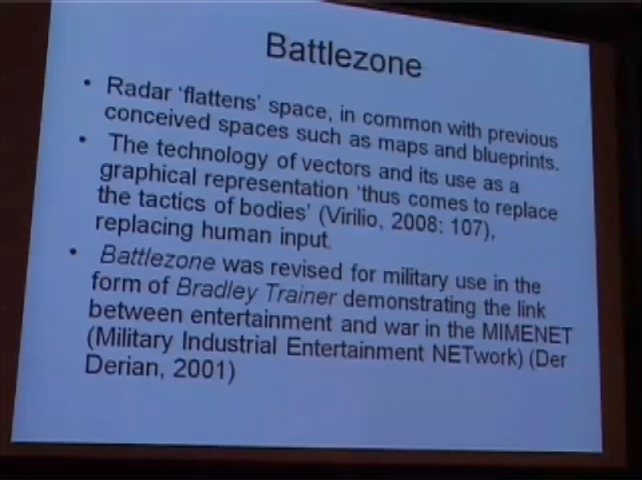 Battlezone
• Radar ‘flattens’ space, in common with previous
conceived spaces such as maps and blueprints.
• The technology of vectors and its use as a
graphical representation ‘thus comes to replace
the tactics of bodies’ (Virilio, 2008: 107),
replacing human input.
• Battlezone was revised for military use in the
form of Bradley Trainer demonstrating the link
between entertainment and war in the MIMENET
(Military Industrial Entertainment NETwork) (Der
Derian, 2001)